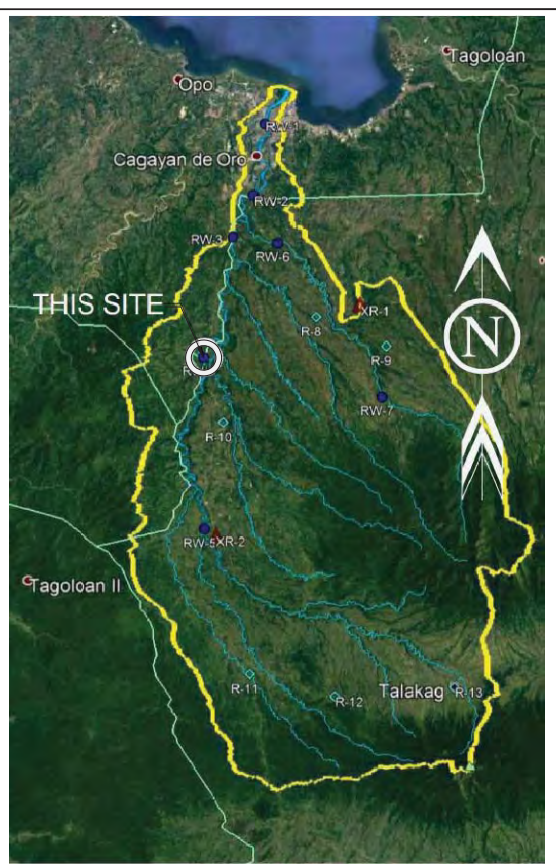 Tagoloan
Opo
RW-1
Cagayan de Oro
RW-2
RW-3
RW-6
THIS SITE
XR-1
N
R-8
R-9
RW-7
R-10
RW-5
XR-2
Tagoloan II
R-11
R-12
Talakag
R-13